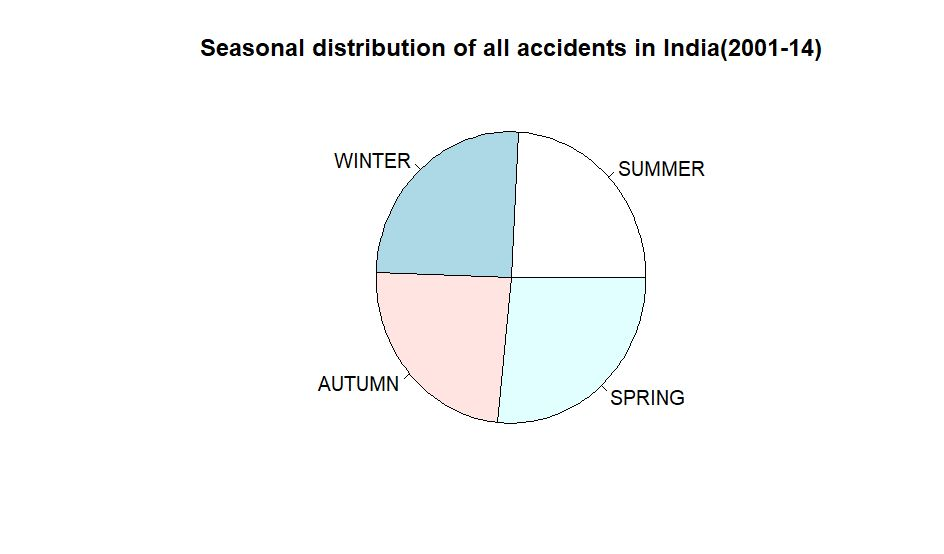 Seasonal distribution of all accidents in India(2001-14)
WINTER
SUMMER
AUTUMN
SPRING